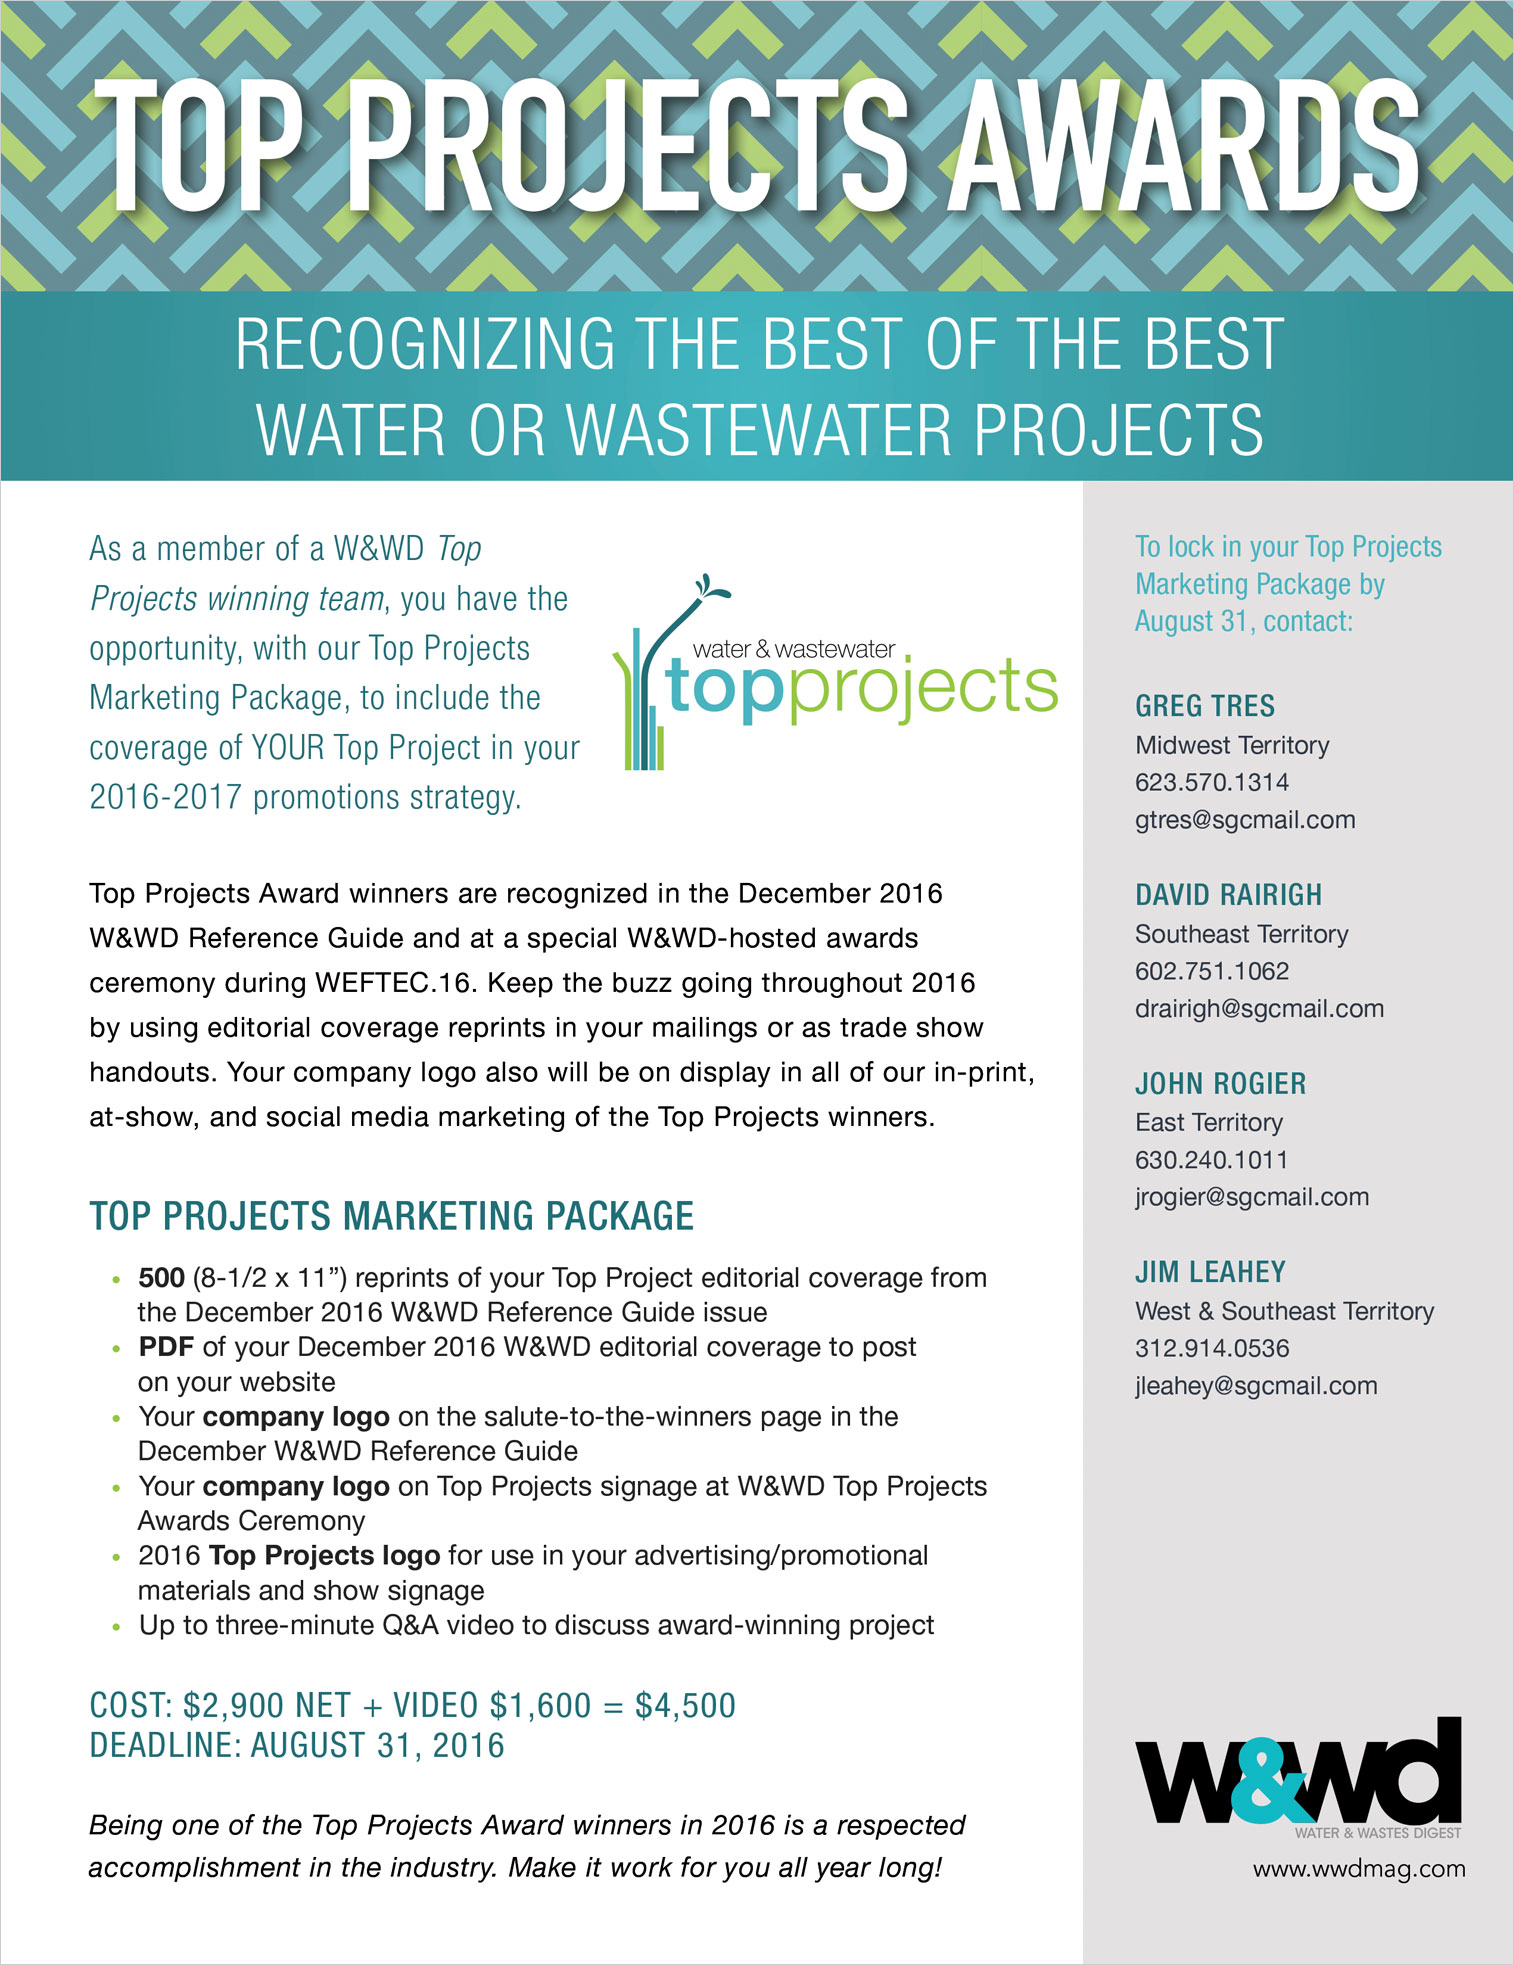 TOP PROJECTS AWARDS
RECOGNIZING THE BEST OF THE BEST
WATER OR WASTEWATER PROJECTS
As a member of a W&WD Top
Projects winning team, you have the
opportunity, with our Top Projects
Marketing Package, to include the
coverage of YOUR Top Project in your
2016-2017 promotions strategy.
water & wastewater
topprojects
Top Projects Award winners are recognized in the December 2016
W&WD Reference Guide and at a special W&WD-hosted awards
ceremony during WEFTEC.16. Keep the buzz going throughout 2016
by using editorial coverage reprints in your mailings or as trade show
handouts. Your company logo also will be on display in all of our in-print,
at-show, and social media marketing of the Top Projects winners.
TOP PROJECTS MARKETING PACKAGE
• 500 (8-1/2 x 11”) reprints of your Top Project editorial coverage from
the December 2016 W&WD Reference Guide issue
• PDF of your December 2016 W&WD editorial coverage to post
on your website
• Your company logo on the salute-to-the-winners page in the
December W&WD Reference Guide
• Your company logo on Top Projects signage at W&WD Top Projects
Awards Ceremony
• 2016 Top Projects logo for use in your advertising/promotional
materials and show signage
• Up to three-minute Q&A video to discuss award-winning project
COST: $2,900 NET + VIDEO $1,600 = $4,500
DEADLINE: AUGUST 31, 2016
Being one of the Top Projects Award winners in 2016 is a respected
accomplishment in the industry. Make it work for you all year long!
To lock in your Top Projects
Marketing Package by
August 31, contact:
GREG TRES
Midwest Territory
623.570.1314
gtres@sgcmail.com
DAVID RAIRIGH
Southeast Territory
602.751.1062
drairigh@sgcmail.com
JOHN ROGIER
East Territory
630.240.1011
jrogier@sgcmail.com
JIM LEAHEY
West & Southeast Territory
312.914.0536
jleahey@sgcmail.com
w&wd
WATER & WASTES DIGEST
www.wwdmag.com